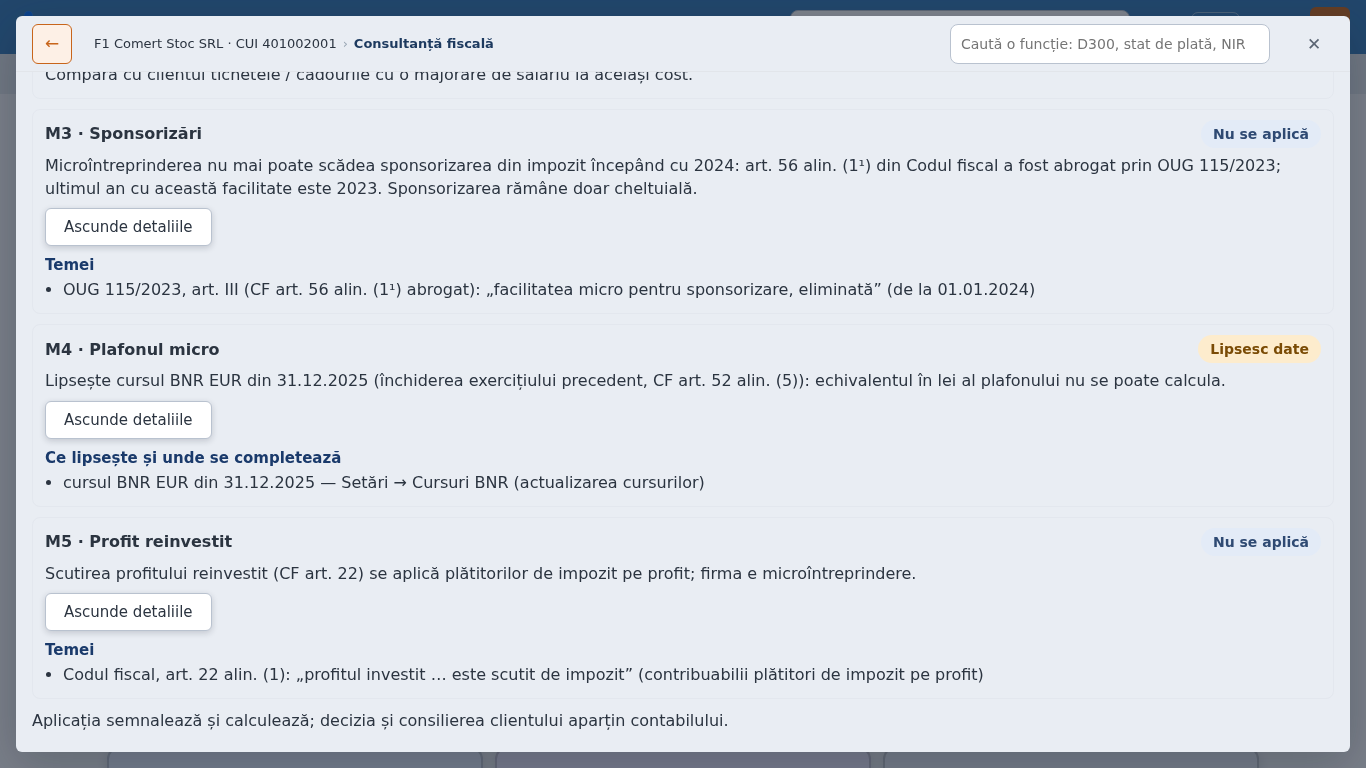 ←
F1 Comert Stoc SRL · CUI 401002001 › Consultanță fiscală
Caută o funcție: D300, stat de plată, NIR
✕
Compară cu clientul tichetele / cadourile cu o majorare de salariu la același cost.
M3 · Sponsorizări
Nu se aplică
Microîntreprinderea nu mai poate scădea sponsorizarea din impozit începând cu 2024: art. 56 alin. (1¹) din Codul fiscal a fost abrogat prin OUG 115/2023;
ultimul an cu această facilitate este 2023. Sponsorizarea rămâne doar cheltuială.
Ascunde detaliile
Temei
• OUG 115/2023, art. III (CF art. 56 alin. (1¹) abrogat): „facilitatea micro pentru sponsorizare, eliminată” (de la 01.01.2024)
M4 · Plafonul micro
Lipsesc date
Lipsește cursul BNR EUR din 31.12.2025 (închiderea exercițiului precedent, CF art. 52 alin. (5)): echivalentul în lei al plafonului nu se poate calcula.
Ascunde detaliile
Ce lipsește și unde se completează
• cursul BNR EUR din 31.12.2025 — Setări → Cursuri BNR (actualizarea cursurilor)
M5 · Profit reinvestit
Nu se aplică
Scutirea profitului reinvestit (CF art. 22) se aplică plătitorilor de impozit pe profit; firma e microîntreprindere.
Ascunde detaliile
Temei
• Codul fiscal, art. 22 alin. (1): „profitul investit … este scutit de impozit” (contribuabilii plătitori de impozit pe profit)
Aplicația semnalează și calculează; decizia și consilierea clientului aparțin contabilului.